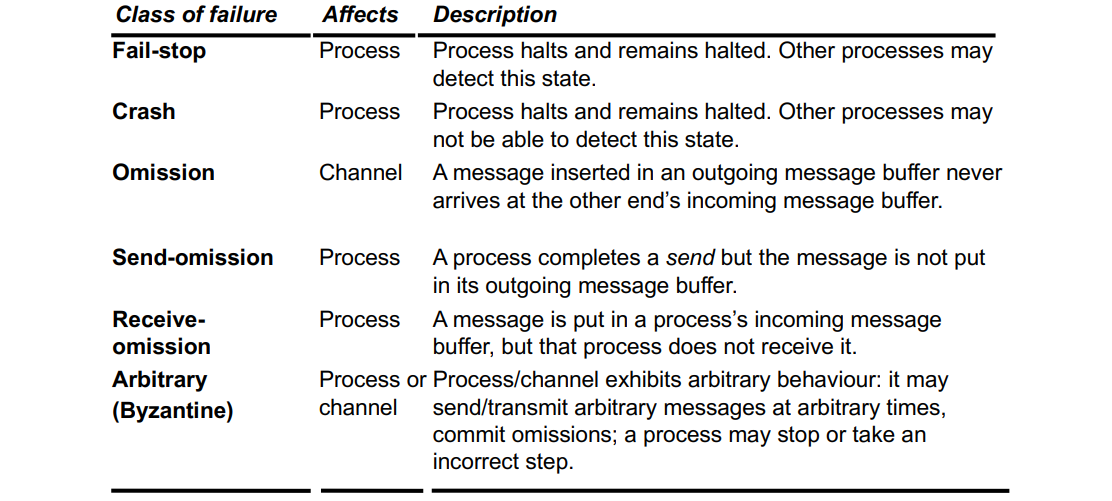 Class of failure Affects Description
Fail-stop Process Process halts and remains halted. Other processes may
detect this state.
Crash Process Process halts and remains halted. Other processes may
not be able to detect this state.
Omission Channel A message inserted in an outgoing message buffer never
arrives at the other end’s incoming message buffer.
Send-omission Process A process completes a send but the message is not put
in its outgoing message buffer.
Receive- Process A message is put in a process’s incoming message
omission buffer, but that process does not receive it.
Arbitrary Process or Process/channel exhibits arbitrary behaviour: it may
(Byzantine) channel send/transmit arbitrary messages at arbitrary times,
commit omissions; a process may stop or take an
incorrect step.